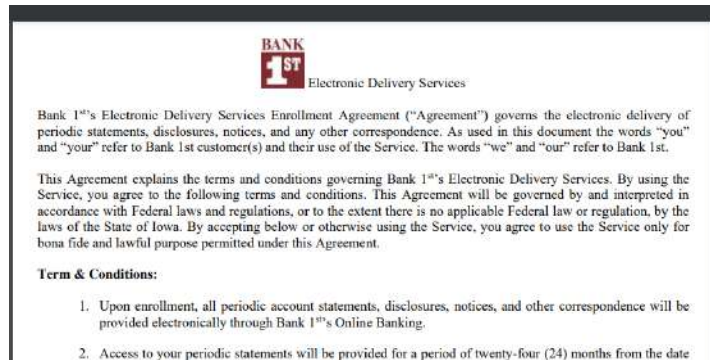 BANK
1ST
Electronic Delivery Services
Bank 1st's Electronic Delivery Services Enrollment Agreement (“Agreement”) governs the electronic delivery of
periodic statements, disclosures, notices, and any other correspondence. As used in this document the words “you”
and “your” refer to Bank 1st customer(s) and their use of the Service. The words “we” and “our” refer to Bank 1st.
This Agreement explains the terms and conditions governing Bank 1st's Electronic Delivery Services. By using the
Service, you agree to the following terms and conditions. This Agreement will be governed by and interpreted in
accordance with Federal laws and regulations, or to the extent there is no applicable Federal law or regulation, by the
laws of the State of Iowa. By accepting below or otherwise using the Service, you agree to use the Service only for
bona fide and lawful purpose permitted under this Agreement.
Term & Conditions:
1. Upon enrollment, all periodic account statements, disclosures, notices, and other correspondence will be
provided electronically through Bank 1st's Online Banking.
2. Access to your periodic statements will be provided for a period of twenty-four (24) months from the date